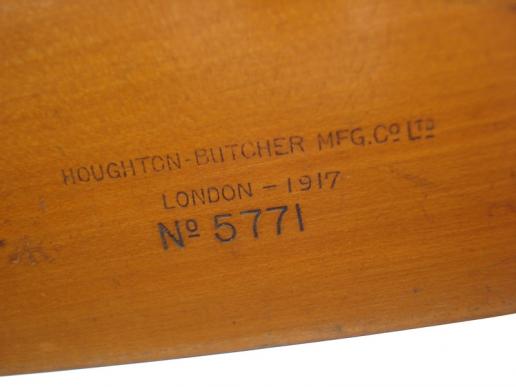 HOUGHTON-BUTCHER MFG.Cº LTD
LONDON - 1917
Nº 5771